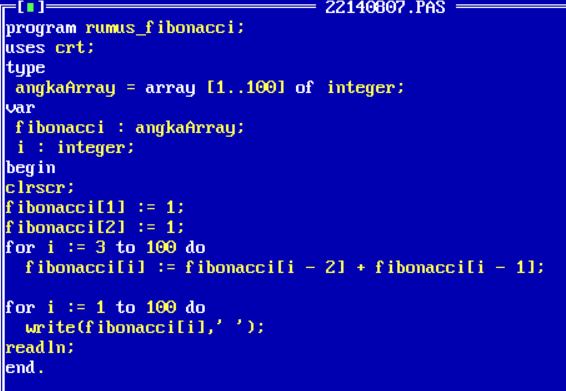 [■]
22140807.PAS
program rumus_fibonacci;
uses crt;
type
 angkaArray = array [1..100] of integer;
var
 fibonacci : angkaArray;
 i : integer;
begin
clrscr;
fibonacci[1] := 1;
fibonacci[2] := 1;
for i := 3 to 100 do
  fibonacci[i] := fibonacci[i - 2] + fibonacci[i - 1];

for i := 1 to 100 do
  write(fibonacci[i],' ');
readln;
end.